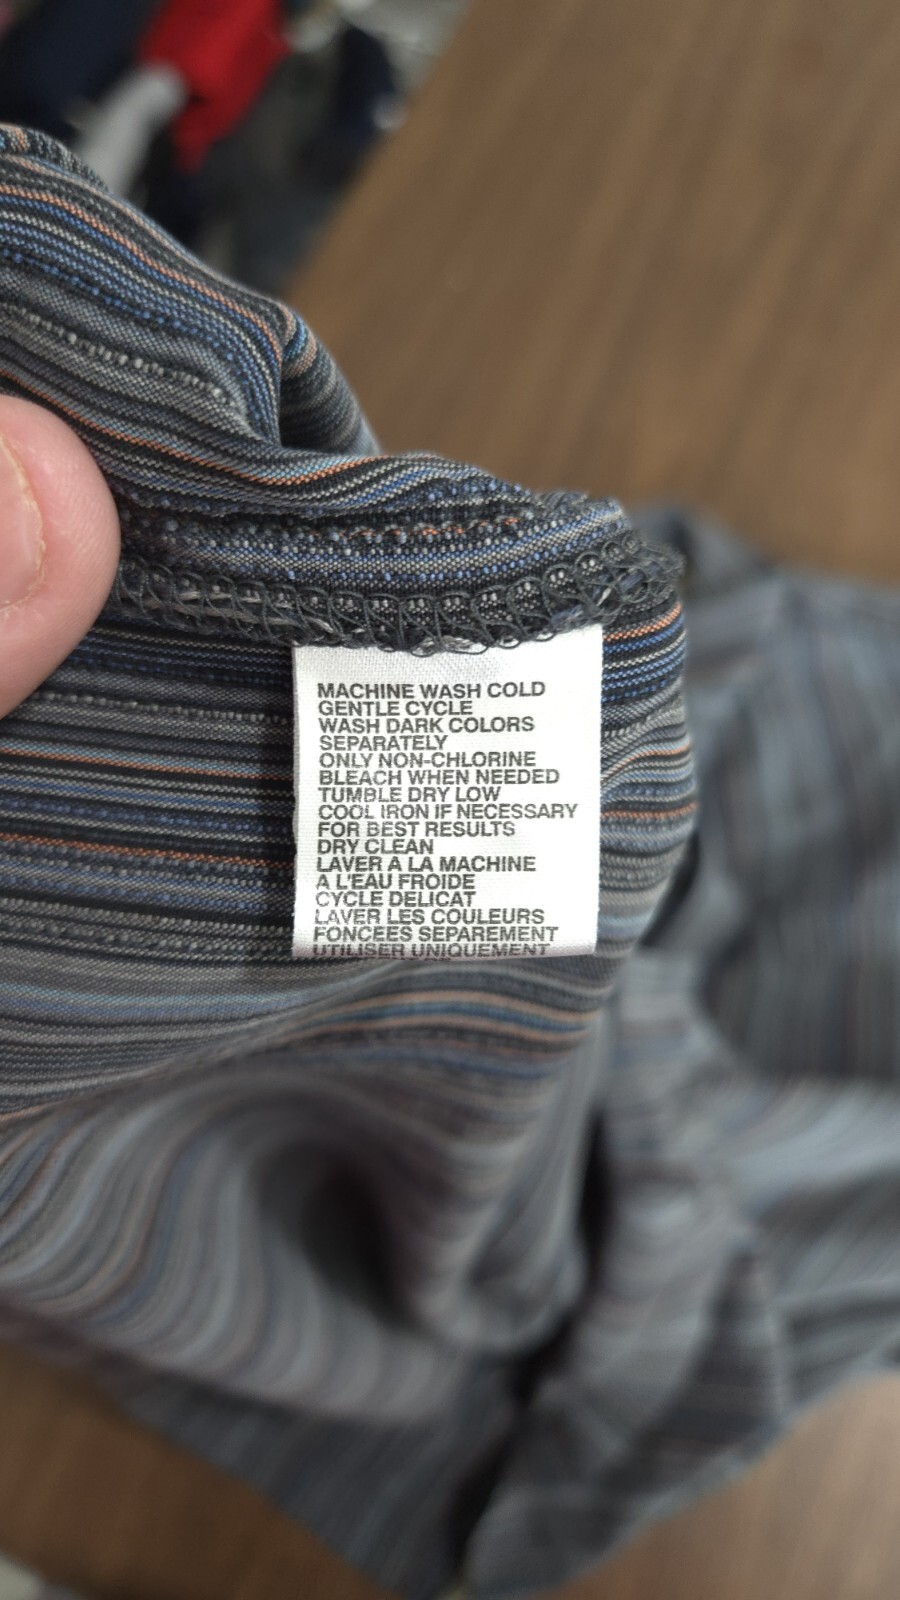 MACHINE WASH COLD
GENTLE CYCLE
WASH DARK COLORS
SEPARATELY
ONLY NON-CHLORINE
BLEACH WHEN NEEDED
TUMBLE DRY LOW
COOL IRON IF NECESSARY
FOR BEST RESULTS
DRY CLEAN
LAVER A LA MACHINE
A L'EAU FROIDE
CYCLE DELICAT
LAVER LES COULEURS
FONCEES SEPAREMENT
UTILISER UNIQUEMENT